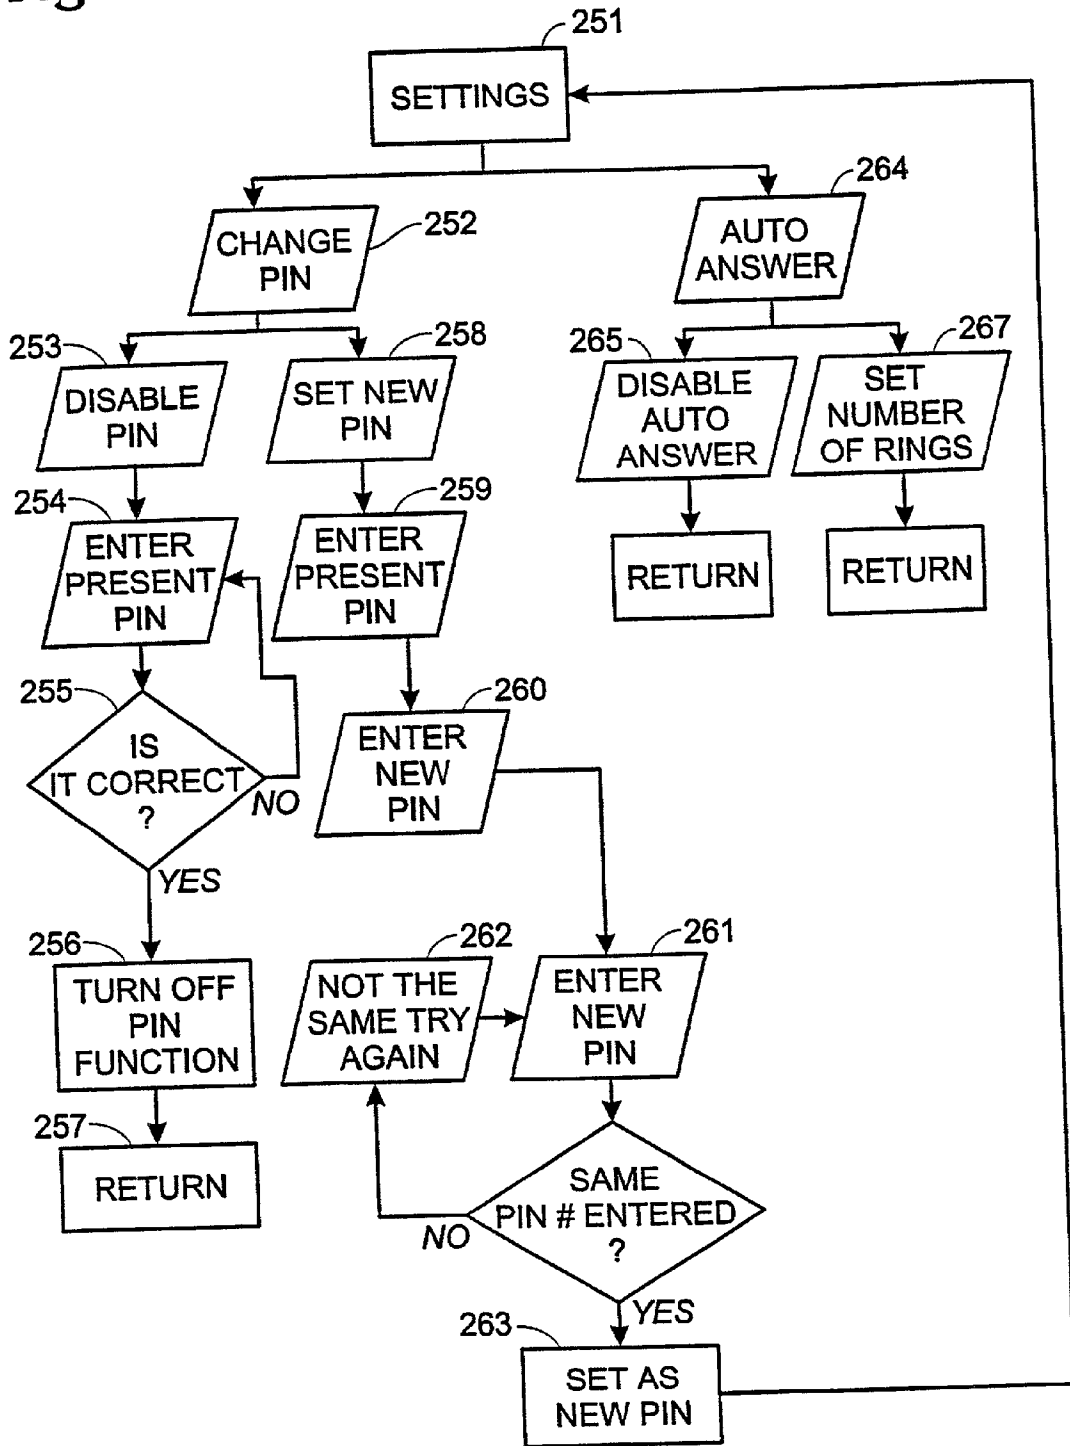 251
SETTINGS
264
252
CHANGE
PIN
AUTO
ANSWER
253
258
265
267
DISABLE
PIN
SET NEW
PIN
DISABLE
AUTO
ANSWER
SET
NUMBER
OF RINGS
254
259
ENTER
PRESENT
PIN
ENTER
PRESENT
PIN
RETURN
RETURN
255
260
IS
IT CORRECT
?
NO
ENTER
NEW
PIN
YES
256
262
261
TURN OFF
PIN
FUNCTION
NOT THE
SAME TRY
AGAIN
ENTER
NEW
PIN
257
RETURN
SAME
PIN # ENTERED
?
NO
YES
263
SET AS
NEW PIN